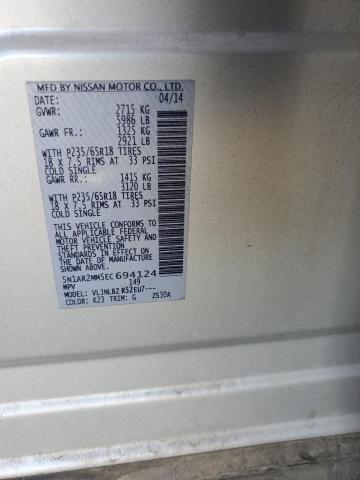 MFD BY NISSAN MOTOR CO., LTD.
DATE: 04/14
GVWR: 2715 KG
5986 LB
GAWR FR.: 1325 KG
2921 LB
WITH P235/65R18 TIRES
18 X 7.5 RIMS AT 33 PSI
COLD SINGLE
GAWR RR.: 1415 KG
3120 LB
WITH P235/65R18 TIRES
18 X 7.5 RIMS AT 33 PSI
COLD SINGLE
THIS VEHICLE CONFORMS
TO ALL APPLICABLE FEDERAL
MOTOR VEHICLE SAFETY AND
THEFT PREVENTION
STANDARDS IN EFFECT ON
THE DATE OF MANUFACTURE
SHOWN ABOVE.
5N1AR2MM5EC694124
MPV 149
MODEL: VLJNLBZ R52EU7---
COLOR: K23 TRIM: G ZS30A